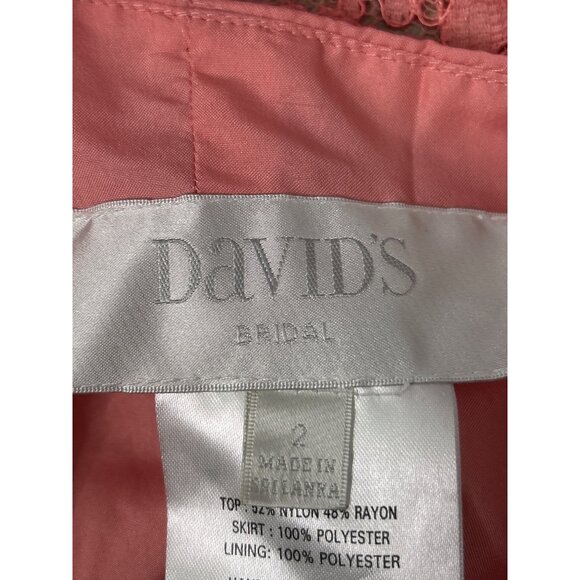 DaVID'S
BRIDAL
2
MADE IN
SRI LANKA
TOP : 52% NYLON 48% RAYON
SKIRT : 100% POLYESTER
LINING: 100% POLYESTER